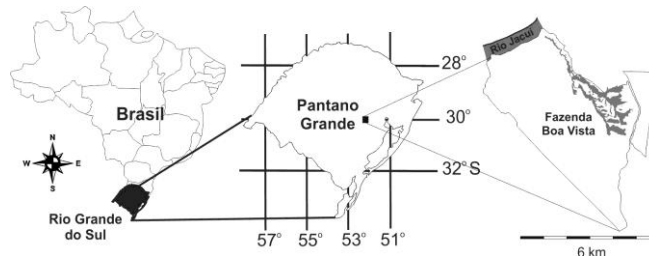 Brasil
N
W
E
S
Rio Grande
do Sul
Pantano
Grande
28°
30°
32°S
57°
55°
53°
51°
Rio Jacuí
Fazenda
Boa Vista
6 km